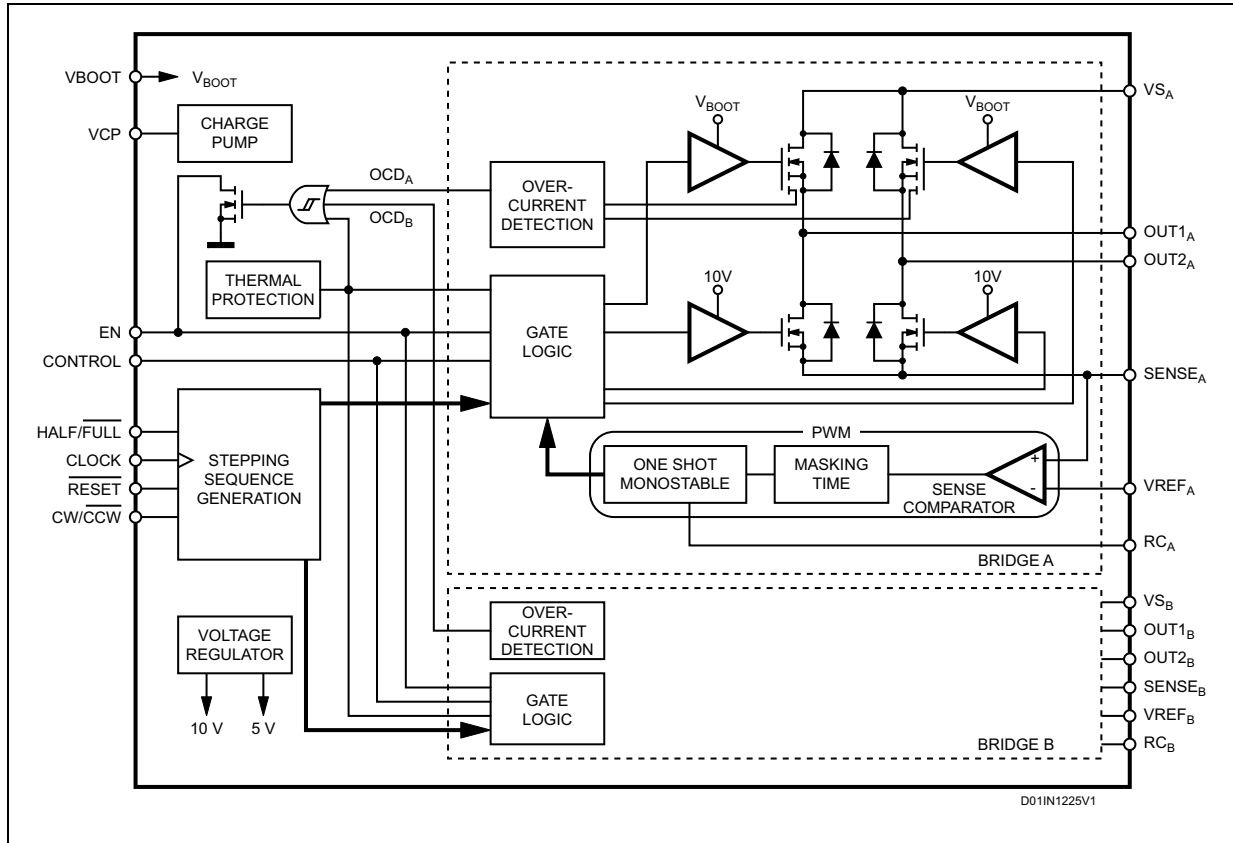 VBOOT
VBOOT
VCP
CHARGE
PUMP
OCDA
OCDB
THERMAL
PROTECTION
EN
CONTROL
HALF/FULL
CLOCK
RESET
CW/CCW
STEPPING
SEQUENCE
GENERATION
VOLTAGE
REGULATOR
10 V
5 V
OVER-
CURRENT
DETECTION
GATE
LOGIC
VBOOT
VBOOT
10V
10V
PWM
ONE SHOT
MONOSTABLE
MASKING
TIME
+
-
SENSE
COMPARATOR
BRIDGE A
OVER-
CURRENT
DETECTION
GATE
LOGIC
BRIDGE B
VSA
OUT1A
OUT2A
SENSEA
VREFA
RCA
VSB
OUT1B
OUT2B
SENSEB
VREFB
RCB
D01IN1225V1